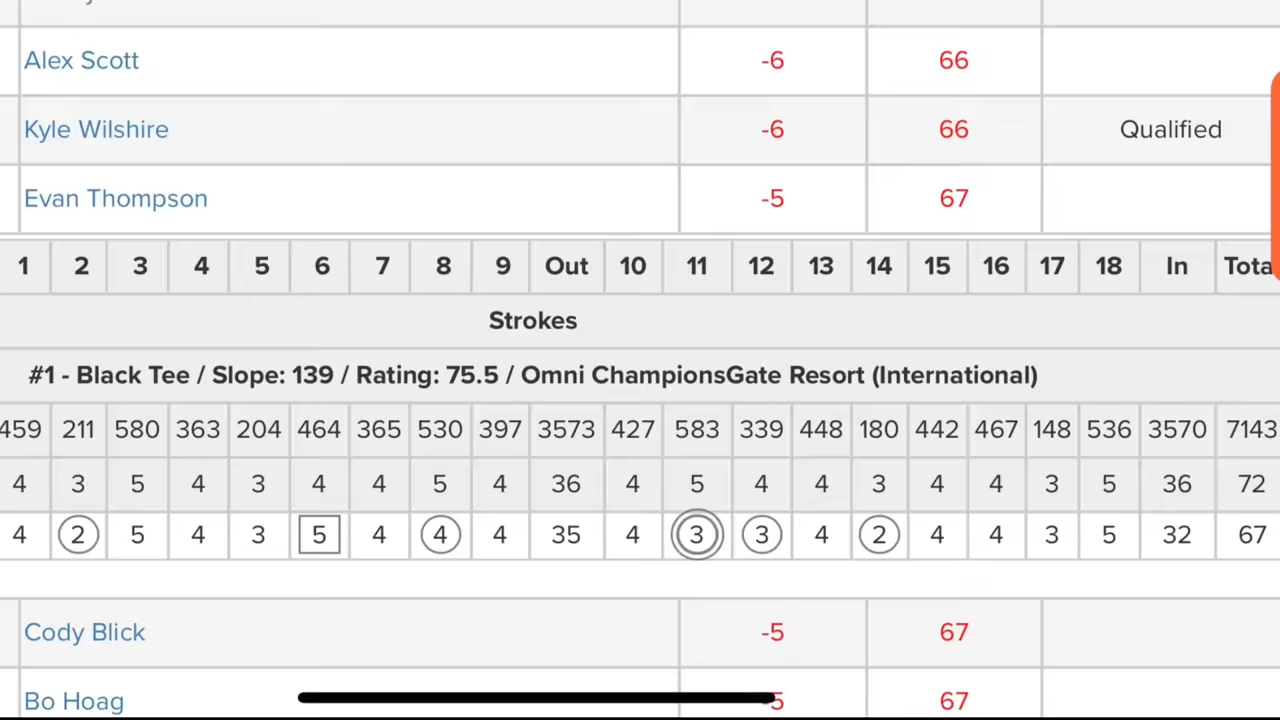 Alex Scott -6 66
Kyle Wilshire -6 66 Qualified
Evan Thompson -5 67
1 2 3 4 5 6 7 8 9 Out 10 11 12 13 14 15 16 17 18 In Tota
Strokes
#1 - Black Tee / Slope: 139 / Rating: 75.5 / Omni ChampionsGate Resort (International)
459 211 580 363 204 464 365 530 397 3573 427 583 339 448 180 442 467 148 536 3570 7143
4 3 5 4 3 4 4 5 4 36 4 5 4 4 3 4 4 3 5 36 72
4 2 5 4 3 5 4 4 4 35 4 3 3 4 2 4 4 3 5 32 67
Cody Blick -5 67
Bo Hoag -5 67